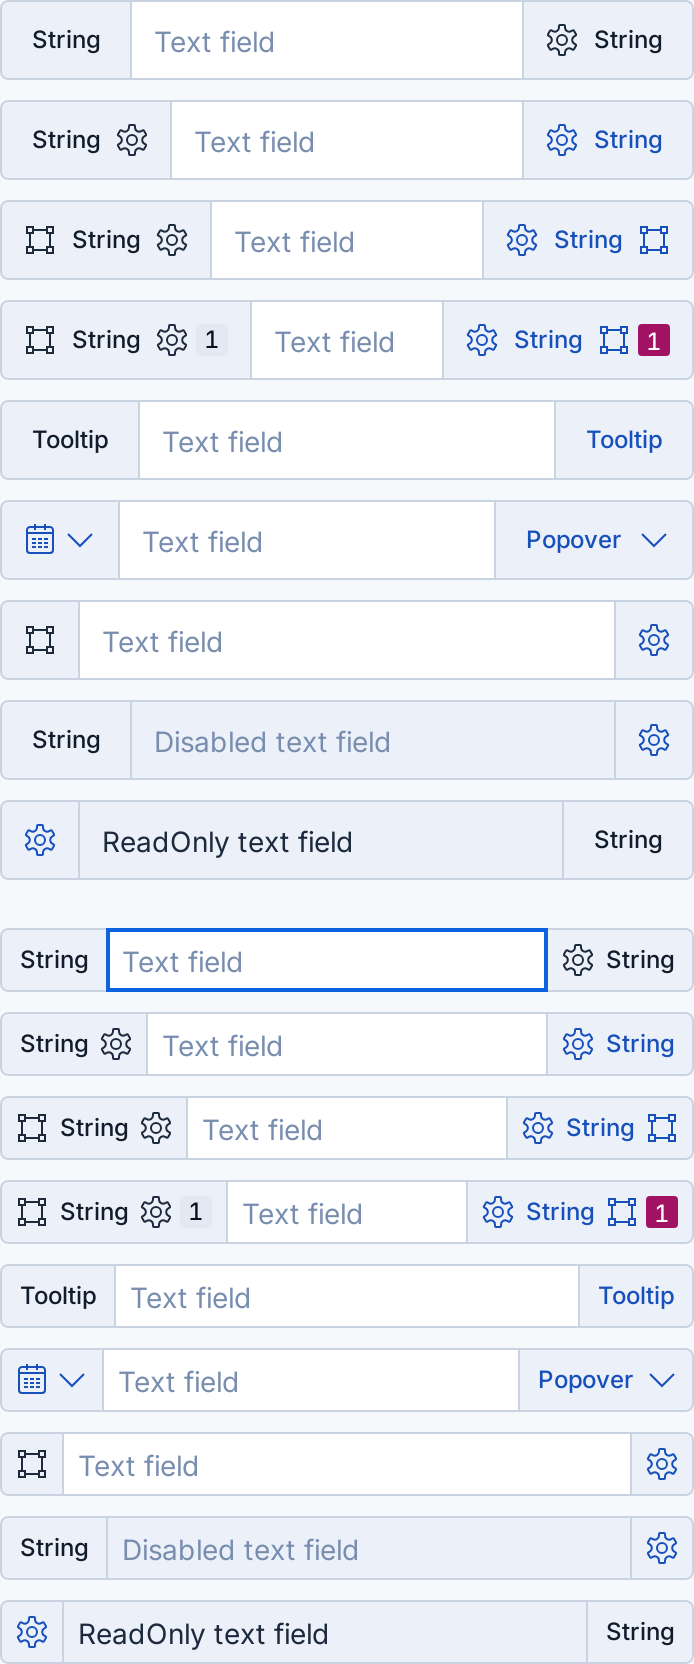 String Text field String
String Text field String
String Text field String
String 1 Text field String 1
Tooltip Text field Tooltip
Text field Popover
Text field
String Disabled text field
ReadOnly text field String
String Text field String
String Text field String
String Text field String
String 1 Text field String 1
Tooltip Text field Tooltip
Text field Popover
Text field
String Disabled text field
ReadOnly text field String